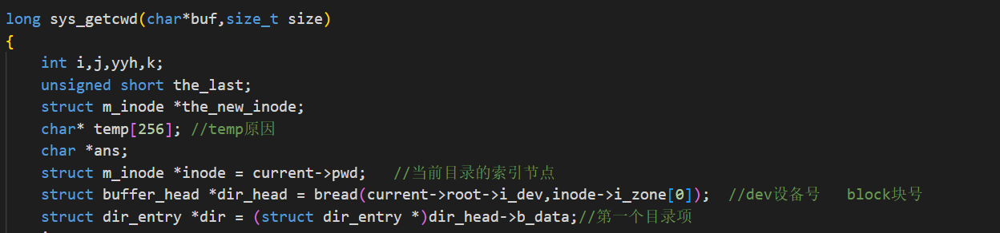 long sys_getcwd(char*buf,size_t size)
{
    int i,j,yyh,k;
    unsigned short the_last;
    struct m_inode *the_new_inode;
    char* temp[256]; //temp原因
    char *ans;
    struct m_inode *inode = current->pwd;   //当前目录的索引节点
    struct buffer_head *dir_head = bread(current->root->i_dev,inode->i_zone[0]);  //dev设备号   block块号
    struct dir_entry *dir = (struct dir_entry *)dir_head->b_data;//第一个目录项